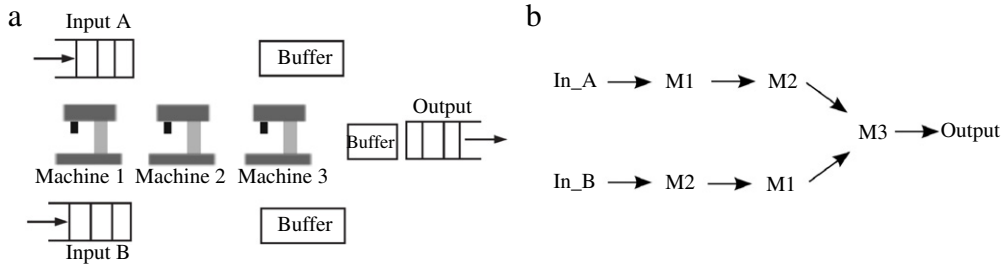 a
Input A
Buffer
Output
Buffer
Machine 1 Machine 2 Machine 3
Buffer
Input B
b
In_A M1 M2
M3 Output
In_B M2 M1